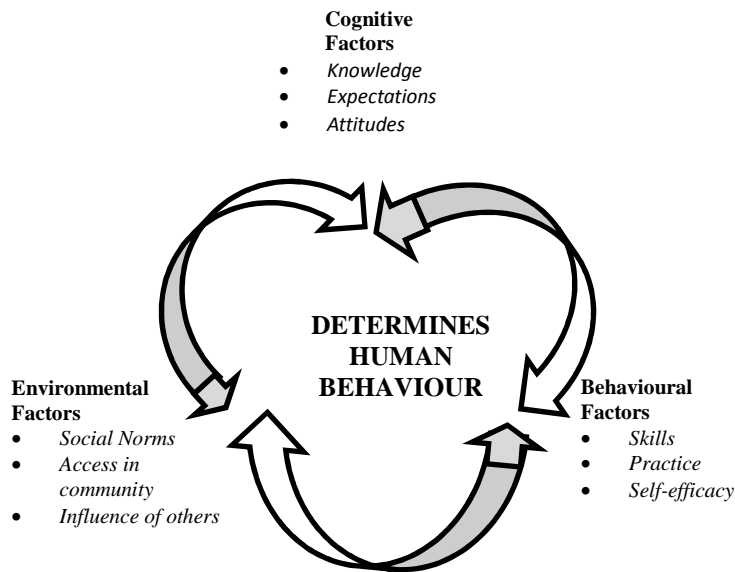 Cognitive
Factors
• Knowledge
• Expectations
• Attitudes
DETERMINES
HUMAN
BEHAVIOUR
Environmental
Factors
• Social Norms
• Access in
community
• Influence of others
Behavioural
Factors
• Skills
• Practice
• Self-efficacy